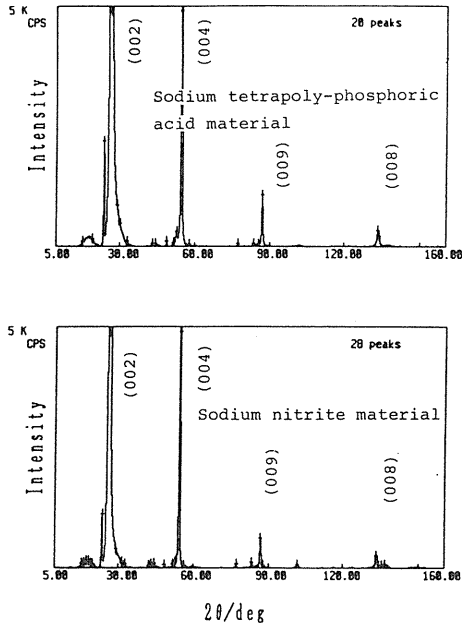 5 K
CPS
20 peaks
(002)
(004)
Sodium tetrapoly-phosphoric
acid material
(009)
(008)
Intensity
5.00 30.00 60.00 90.00 120.00 160.00
5 K
CPS
20 peaks
(002)
(004)
Sodium nitrite material
(009)
(008)
Intensity
5.00 30.00 60.00 90.00 120.00 160.00
2θ/deg